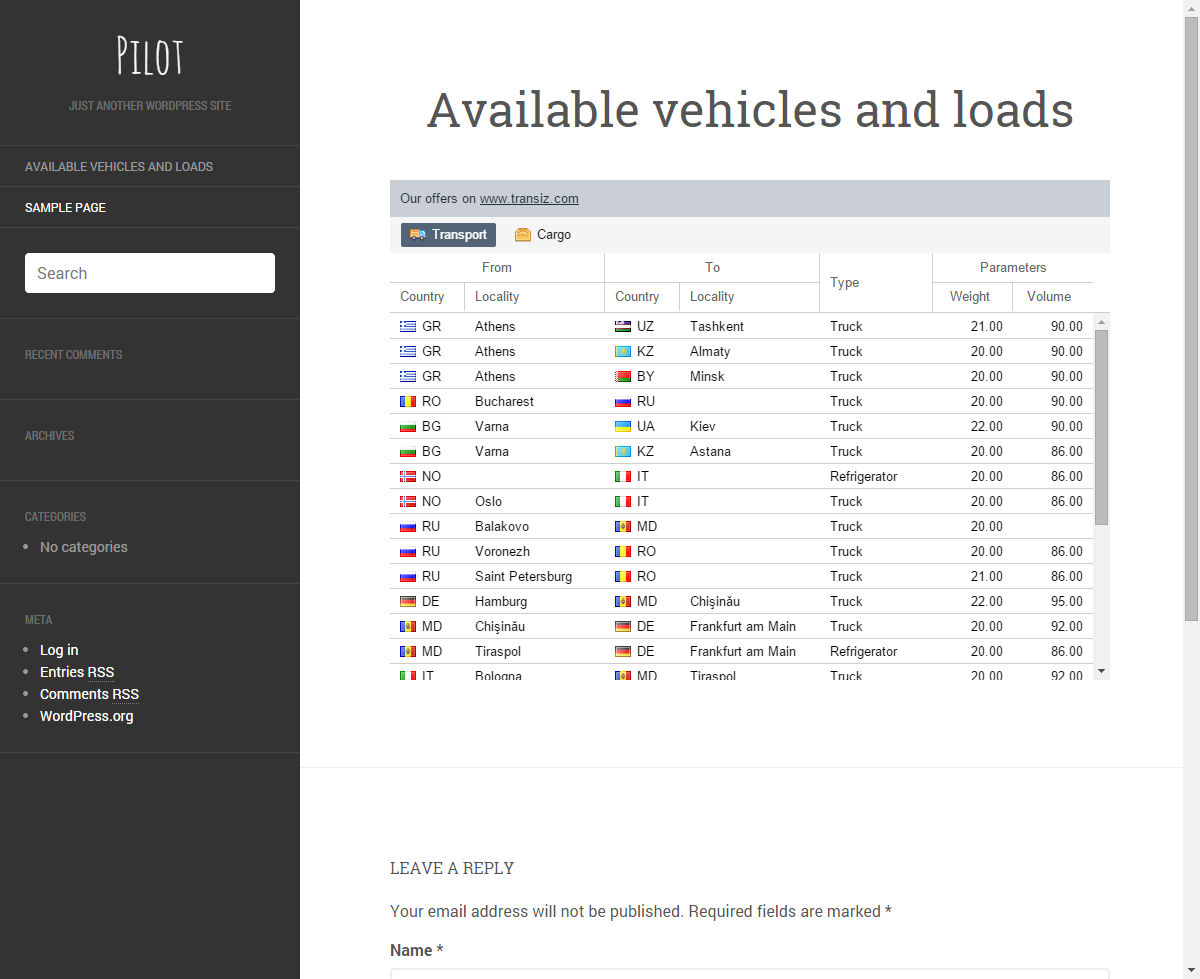 Pilot
JUST ANOTHER WORDPRESS SITE
AVAILABLE VEHICLES AND LOADS
SAMPLE PAGE
Search
RECENT COMMENTS
ARCHIVES
CATEGORIES
No categories
META
Log in
Entries RSS
Comments RSS
WordPress.org
Available vehicles and loads
Our offers on www.transiz.com
Transport Cargo
From To Type Parameters
Country Locality Country Locality Weight Volume
GR Athens UZ Tashkent Truck 21.00 90.00
GR Athens KZ Almaty Truck 20.00 90.00
GR Athens BY Minsk Truck 20.00 90.00
RO Bucharest RU Truck 20.00 90.00
BG Varna UA Kiev Truck 22.00 90.00
BG Varna KZ Astana Truck 20.00 86.00
NO IT Refrigerator 20.00 86.00
NO Oslo IT Truck 20.00 86.00
RU Balakovo MD Truck 20.00
RU Voronezh RO Truck 20.00 86.00
RU Saint Petersburg RO Truck 21.00 86.00
DE Hamburg MD Chişinău Truck 22.00 95.00
MD Chişinău DE Frankfurt am Main Truck 20.00 92.00
MD Tiraspol DE Frankfurt am Main Refrigerator 20.00 86.00
IT Bologna MD Tiraspol Truck 20.00 92.00
LEAVE A REPLY
Your email address will not be published. Required fields are marked *
Name *